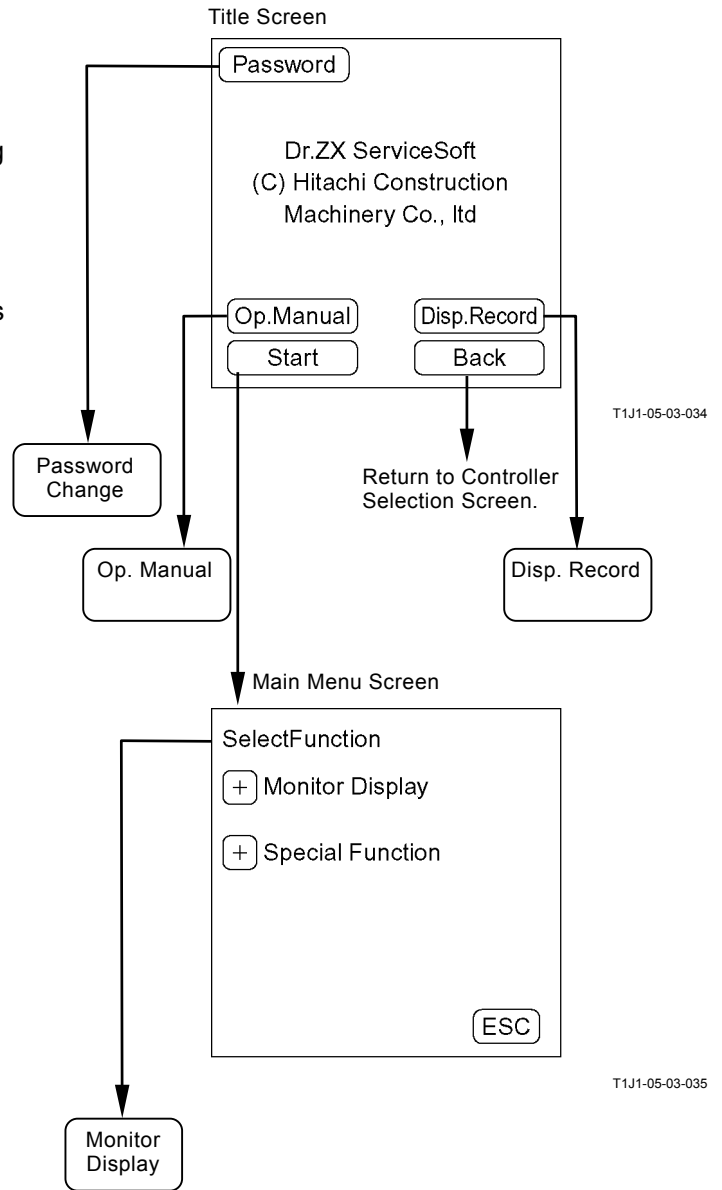 Title Screen
Password
g
Dr.ZX ServiceSoft
(C) Hitachi Construction
Machinery Co., ltd
s
Op.Manual
Disp.Record
Start
Back
T1J1-05-03-034
Password
Change
Return to Controller
Selection Screen.
Op. Manual
Disp. Record
Main Menu Screen
SelectFunction
+ Monitor Display
+ Special Function
ESC
T1J1-05-03-035
Monitor
Display